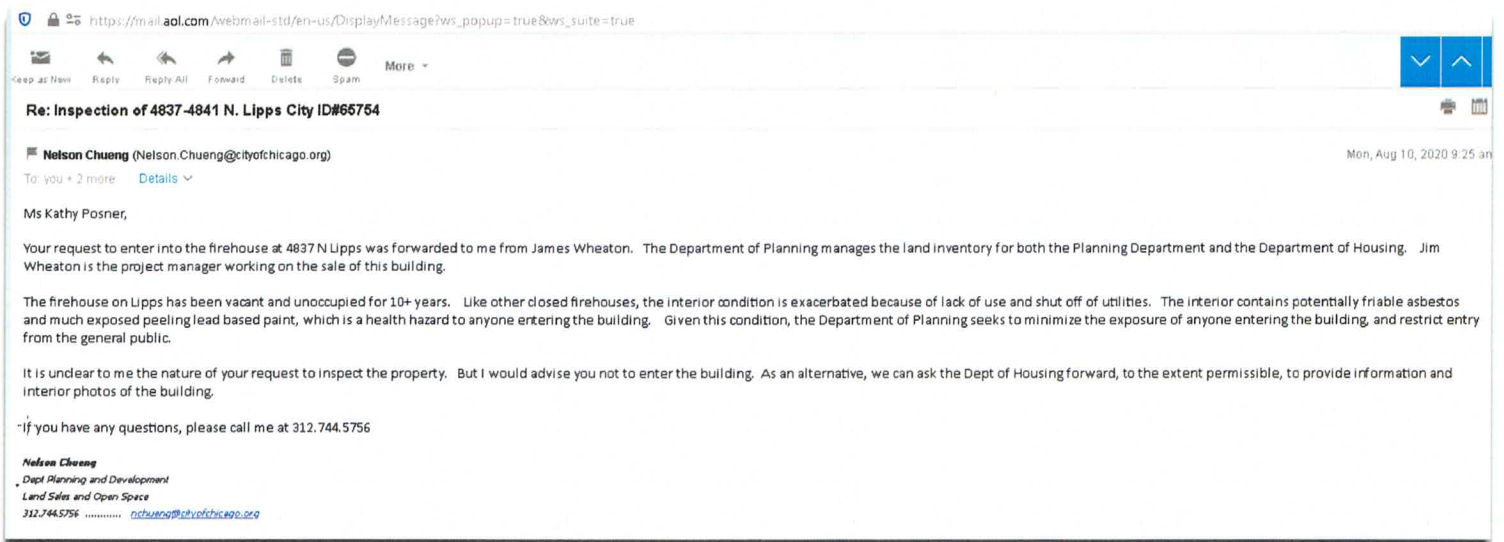 https://mail.aol.com/webmail-std/en-us/DisplayMessage?ws_popup=true&ws_suite=true
Keep as New Reply Reply All Forward Delete Spam More
Re: Inspection of 4837-4841 N. Lipps City ID#65754
Nelson Chueng (Nelson.Chueng@cityofchicago.org) Mon, Aug 10, 2020 9:25 am
To: you + 2 more Details
Ms Kathy Posner,
Your request to enter into the firehouse at 4837 N Lipps was forwarded to me from James Wheaton. The Department of Planning manages the land inventory for both the Planning Department and the Department of Housing. Jim
Wheaton is the project manager working on the sale of this building.
The firehouse on Lipps has been vacant and unoccupied for 10+ years. Like other closed firehouses, the interior condition is exacerbated because of lack of use and shut off of utilities. The interior contains potentially friable asbestos
and much exposed peeling lead based paint, which is a health hazard to anyone entering the building. Given this condition, the Department of Planning seeks to minimize the exposure of anyone entering the building, and restrict entry
from the general public.
It is unclear to me the nature of your request to inspect the property. But I would advise you not to enter the building. As an alternative, we can ask the Dept of Housing forward, to the extent permissible, to provide information and
interior photos of the building.
If you have any questions, please call me at 312.744.5756
Nelson Chueng
Dept Planning and Development
Land Sales and Open Space
312.744.5756 ............ nchueng@cityofchicago.org